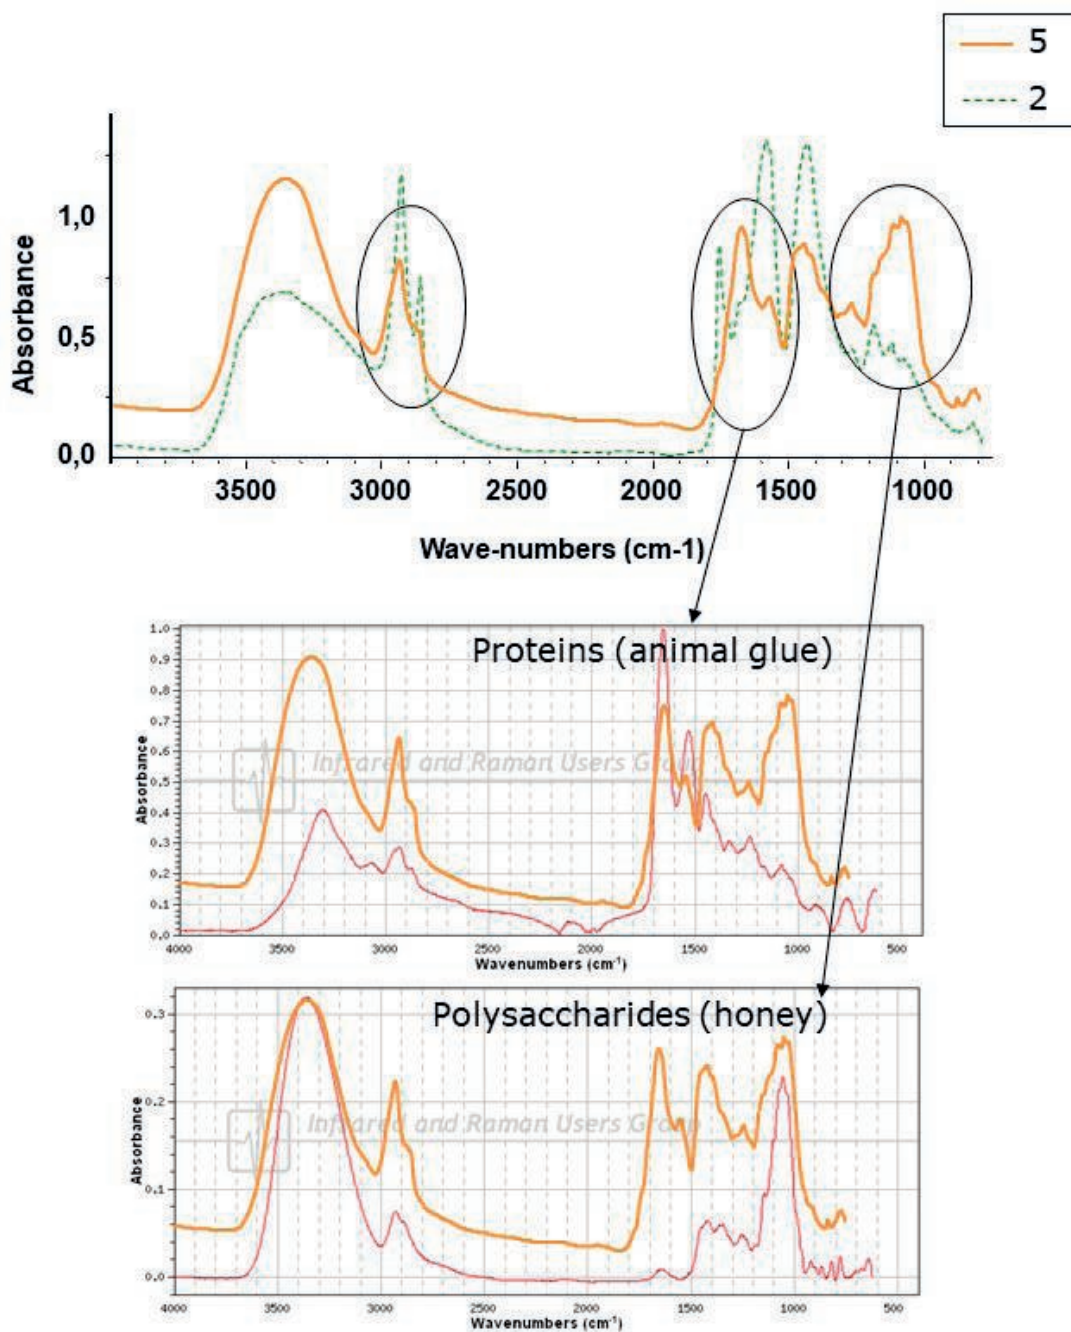 5
2
1,0
0,5
0,0
Absorbance
3500 3000 2500 2000 1500 1000
Wave-numbers (cm-1)
Proteins (animal glue)
1.0
0.9
0.8
0.7
0.6
0.5
0.4
0.3
0.2
0.1
0.0
Absorbance
Infrared and Raman Users Group
4000 3500 3000 2500 2000 1500 1000 500
Wavenumbers (cm⁻¹)
Polysaccharides (honey)
0.3
0.2
0.1
0.0
Absorbance
Infrared and Raman Users Group
4000 3500 3000 2500 2000 1500 1000 500
Wavenumbers (cm⁻¹)